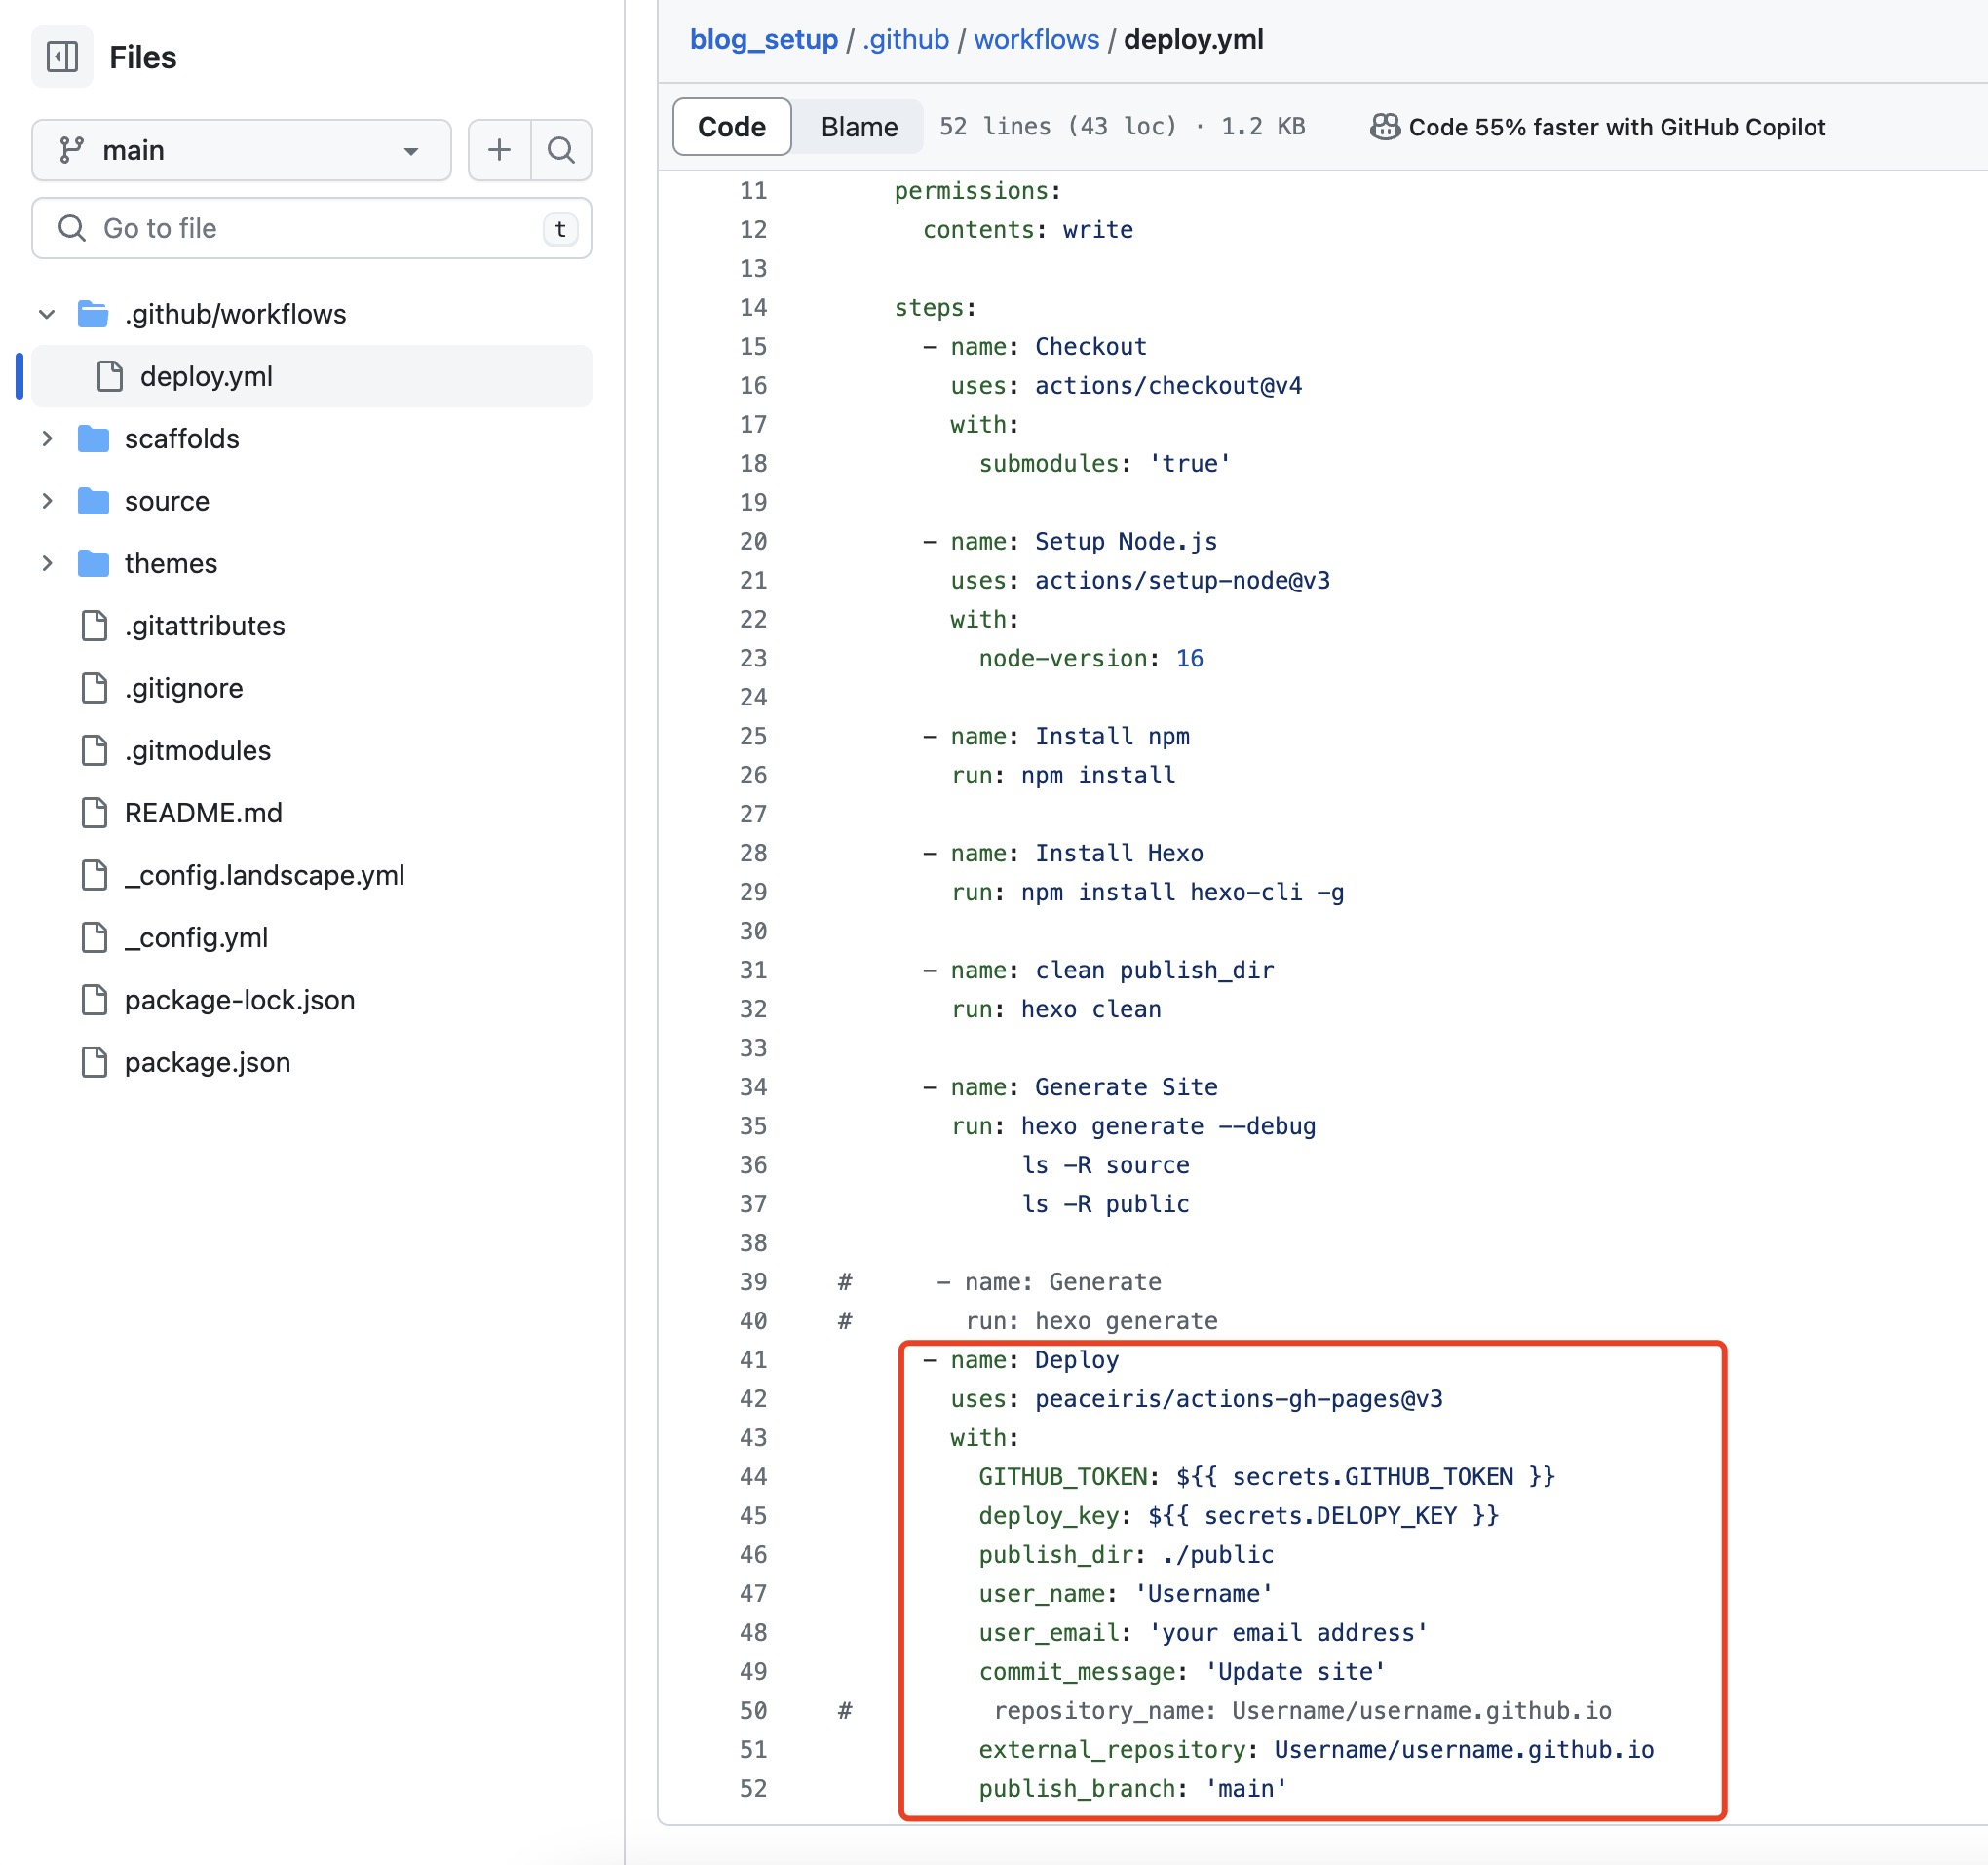 Files
main
Go to file
t
.github/workflows
deploy.yml
scaffolds
source
themes
.gitattributes
.gitignore
.gitmodules
README.md
_config.landscape.yml
_config.yml
package-lock.json
package.json
blog_setup / .github / workflows / deploy.yml
Code Blame 52 lines (43 loc) · 1.2 KB Code 55% faster with GitHub Copilot
11 permissions:
12 contents: write
13
14 steps:
15 - name: Checkout
16 uses: actions/checkout@v4
17 with:
18 submodules: 'true'
19
20 - name: Setup Node.js
21 uses: actions/setup-node@v3
22 with:
23 node-version: 16
24
25 - name: Install npm
26 run: npm install
27
28 - name: Install Hexo
29 run: npm install hexo-cli -g
30
31 - name: clean publish_dir
32 run: hexo clean
33
34 - name: Generate Site
35 run: hexo generate --debug
36 ls -R source
37 ls -R public
38
39 # - name: Generate
40 # run: hexo generate
41 - name: Deploy
42 uses: peaceiris/actions-gh-pages@v3
43 with:
44 GITHUB_TOKEN: ${{ secrets.GITHUB_TOKEN }}
45 deploy_key: ${{ secrets.DELOPY_KEY }}
46 publish_dir: ./public
47 user_name: 'Username'
48 user_email: 'your email address'
49 commit_message: 'Update site'
50 # repository_name: Username/username.github.io
51 external_repository: Username/username.github.io
52 publish_branch: 'main'